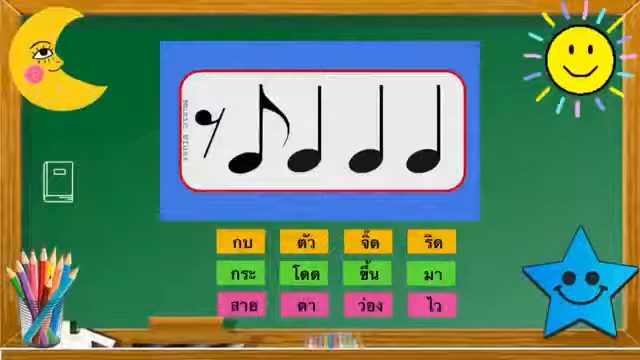 กบ ตัว จิ๊ด ริด
กระ โดด ขึ้น มา
สาย ตา ว่อง ไว